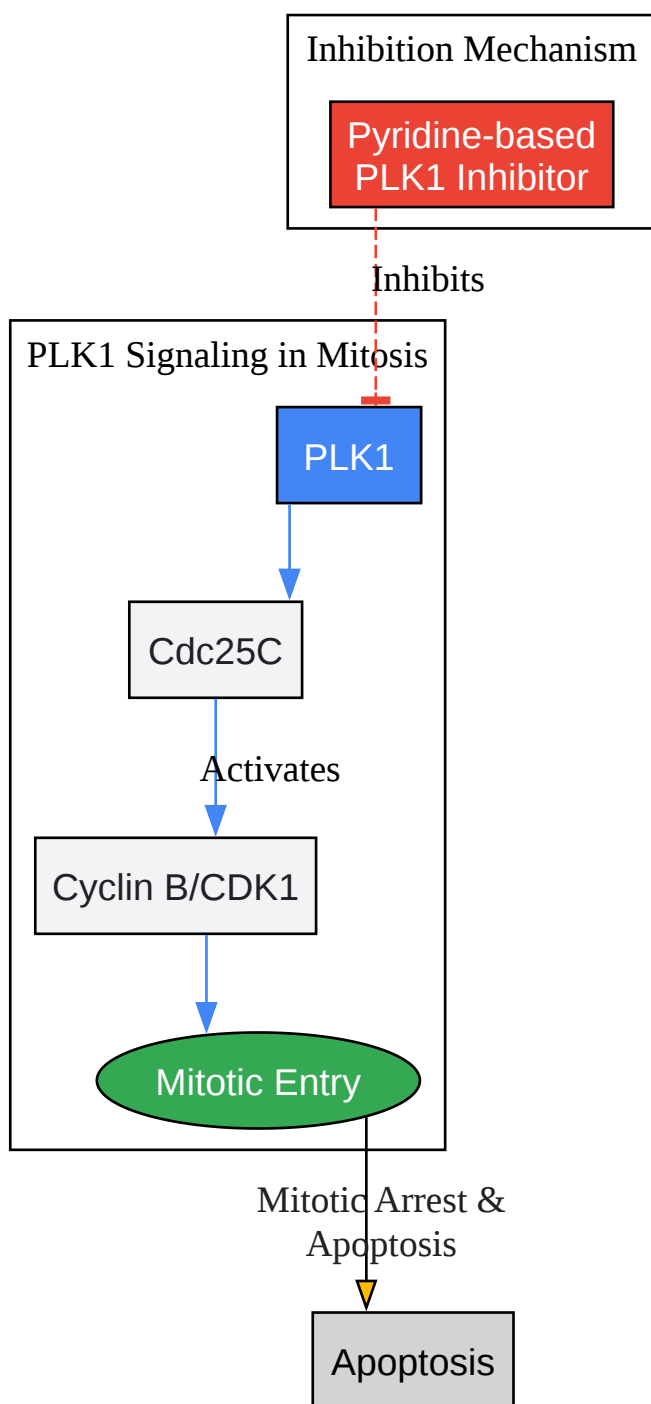 Inhibition Mechanism
Pyridine-based
PLK1 Inhibitor
Inhibits
PLK1 Signaling in Mitosis
PLK1
Cdc25C
Activates
Cyclin B/CDK1
Mitotic Entry
Mitotic Arrest &
Apoptosis
Apoptosis